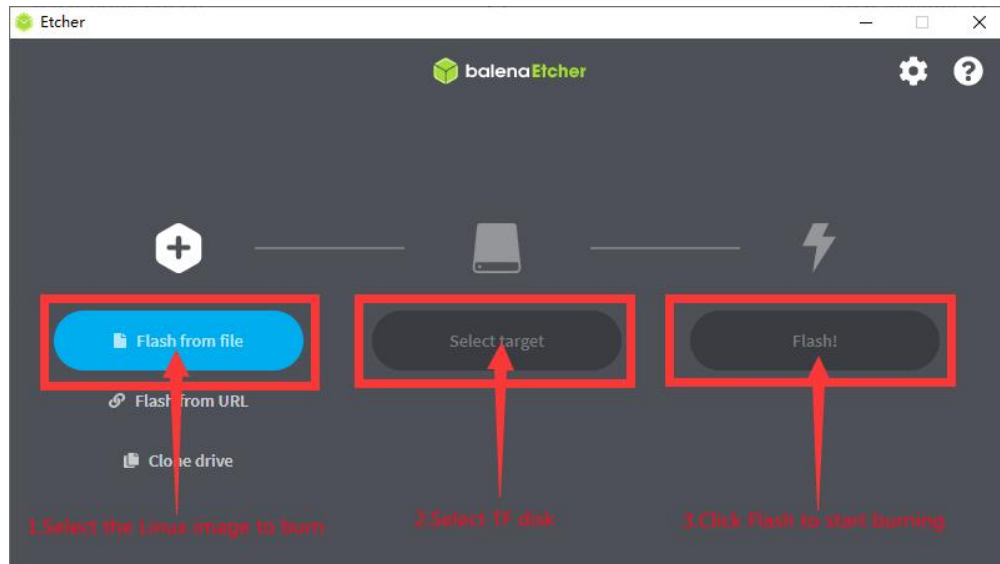 Etcher
balenaEtcher
Flash from file
Select target
Flash!
Flash from URL
Clone drive
1.Select the Linux image to burn
2.Select TF disk
3.Click Flash to start burning